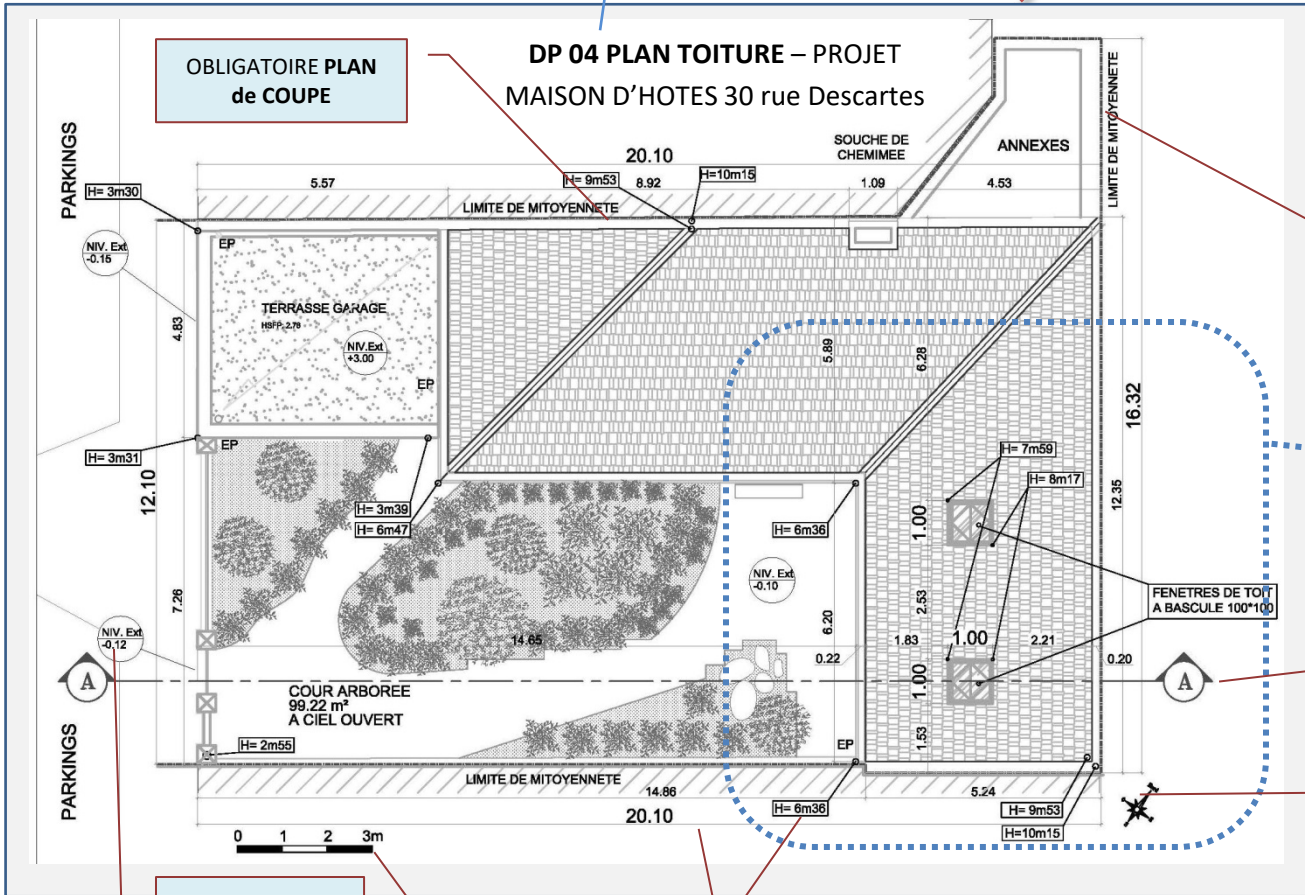 OBLIGATOIRE PLAN
de COUPE
DP 04 PLAN TOITURE – PROJET
MAISON D'HOTES 30 rue Descartes
PARKINGS
SOUCHE DE
CHEMIMEE
ANNEXES
LIMITE DE MITOYENNETE
20.10
5.57
H= 9m53
8.92
H=10m15
1.09
4.53
H= 3m30
LIMITE DE MITOYENNETE
NIV. Ext
-0.15
EP
TERRASSE GARAGE
HSFP: 2.78
NIV.Ext
+3.00
EP
4.83
5.89
6.28
16.32
EP
H= 3m31
12.10
H= 3m39
H= 6m47
H= 6m36
H= 7m59
H= 8m17
12.35
1.00
NIV. Ext
-0.10
FENETRES DE TOIT
A BASCULE 100*100
7.26
2.53
6.20
NIV. Ext
-0.12
14.65
1.83
1.00
2.21
0.22
0.20
A
1.00
A
COUR ARBOREE
99.22 m²
A CIEL OUVERT
1.53
H= 2m55
EP
PARKINGS
LIMITE DE MITOYENNETE
14.86
H= 6m36
5.24
H= 9m53
20.10
H=10m15
0 1 2 3m